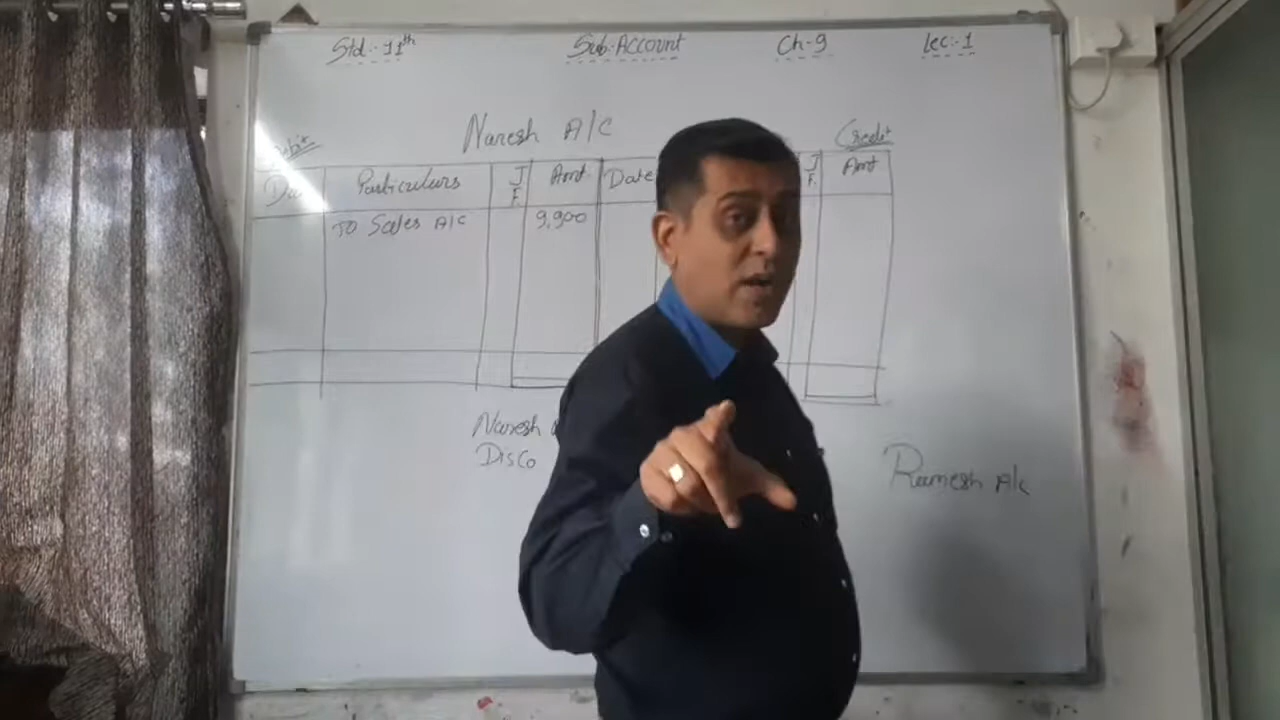 Std:- 11th Sub:- Account Ch-9 Lec:-1
Naresh A/c
Credit
Particulars J F. Amt Date J F. Amt
To Sales A/c 9,900
Naresh
Disco
Ramesh A/c